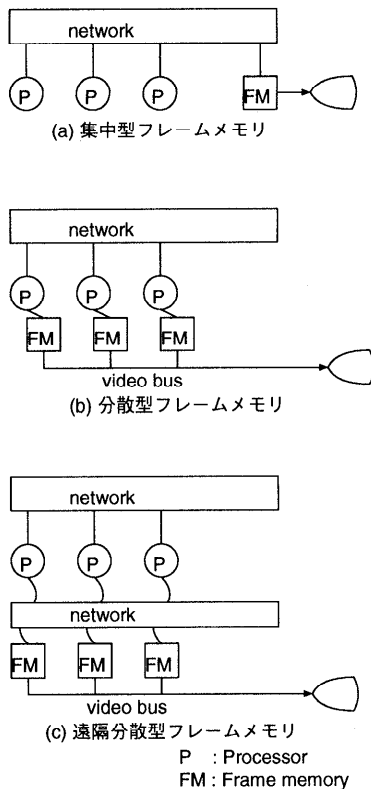 network
P P P FM
(a) 集中型フレームメモリ
network
P P P
FM FM FM
video bus
(b) 分散型フレームメモリ
network
P P P
network
FM FM FM
video bus
(c) 遠隔分散型フレームメモリ
P : Processor
FM : Frame memory